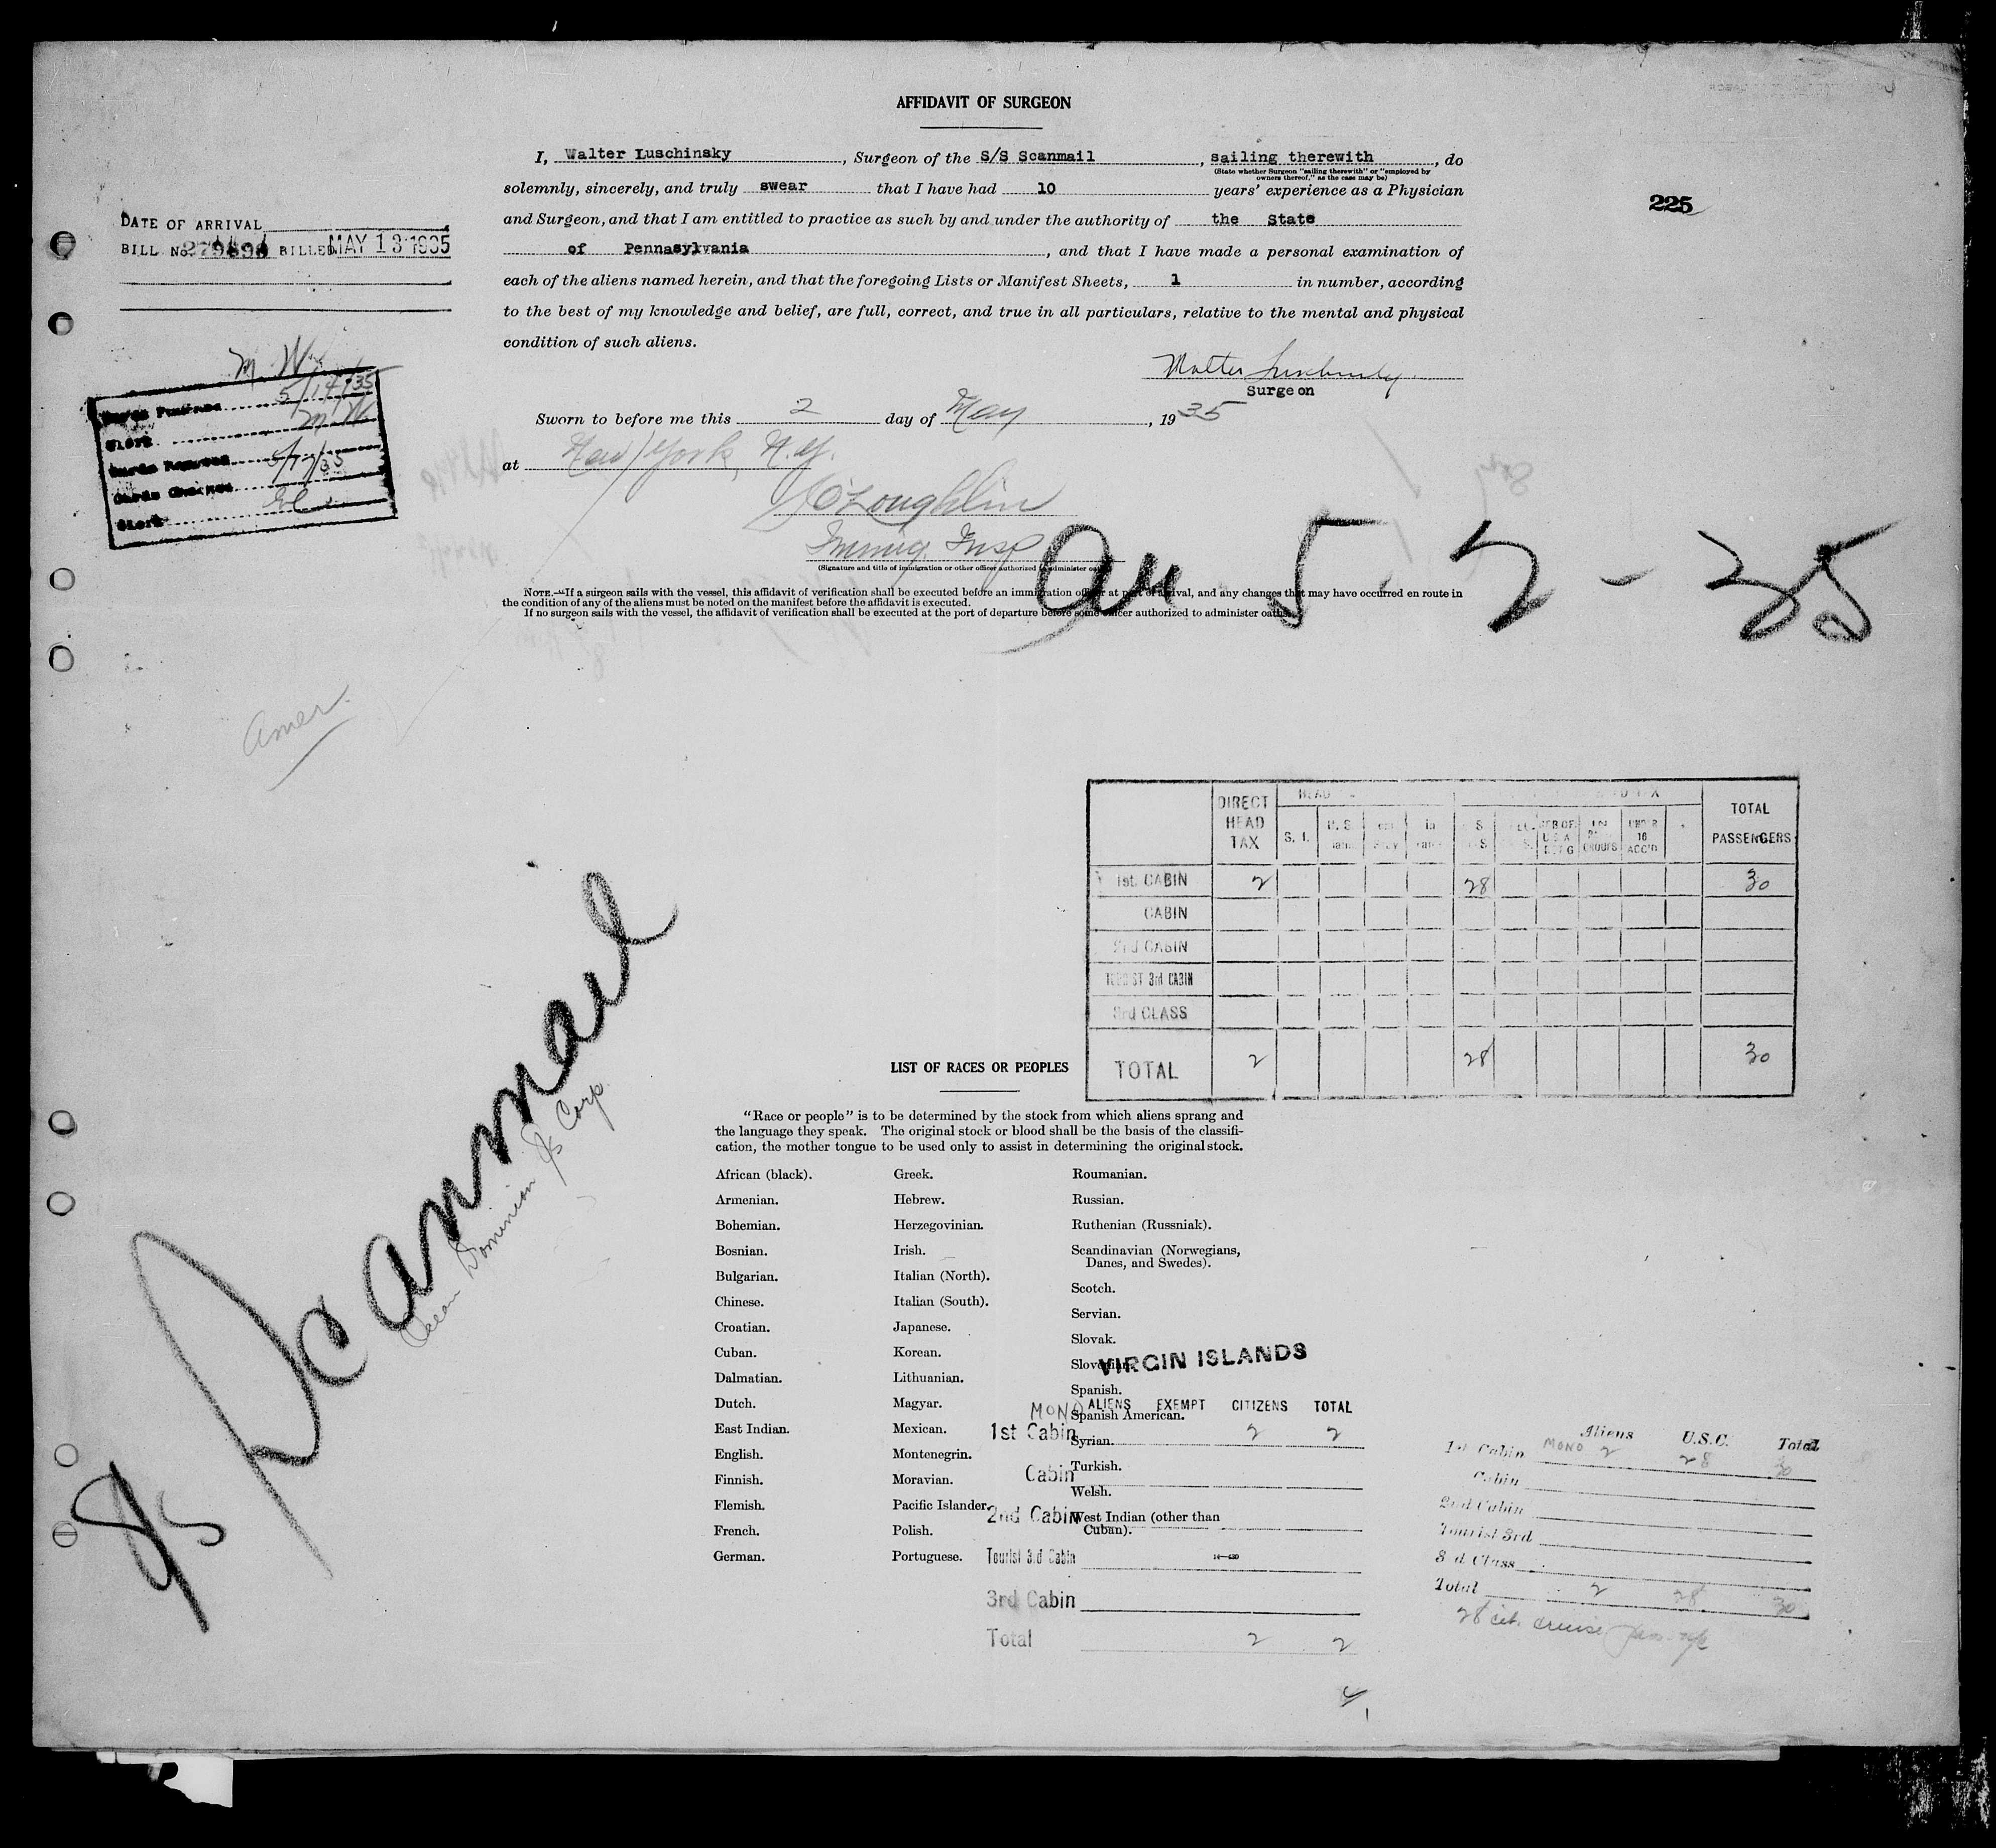 AFFIDAVIT OF SURGEON
I, Walter Luschinsky, Surgeon of the S/S Scanmail, sailing therewith, do
(State whether Surgeon "sailing therewith" or "employed by
owners thereof," as the case may be)
solemnly, sincerely, and truly swear that I have had 10 years' experience as a Physician
and Surgeon, and that I am entitled to practice as such by and under the authority of the State
of Pennasylvania, and that I have made a personal examination of
each of the aliens named herein, and that the foregoing Lists or Manifest Sheets, 1 in number, according
to the best of my knowledge and belief, are full, correct, and true in all particulars, relative to the mental and physical
condition of such aliens.
Surgeon
Sworn to before me this 2 day of May, 1935
at New York, N.Y.
O'Loughlin
Immig. Insp
(Signature and title of immigration or other officer authorized to administer
NOTE.—If a surgeon sails with the vessel, this affidavit of verification shall be executed before an immigration officer at port of arrival, and any changes that may have occurred en route in
the condition of any of the aliens must be noted on the manifest before the affidavit is executed.
If no surgeon sails with the vessel, the affidavit of verification shall be executed at the port of departure before some officer authorized to administer oaths.
225
DATE OF ARRIVAL
BILL No. BILLED MAY 13 1935
M.W.
5/14/35
M.W.
Clerk
5/17/35
Clerk
5-2-35
Amer.
DIRECT HEAD TAX
S. I.
TOTAL PASSENGERS
1st. CABIN 2 28 30
CABIN
2nd CABIN
TOURIST 3rd CABIN
3rd CLASS
TOTAL 2 28 30
S/S Scanmail
Dominion S/S Corp.
LIST OF RACES OR PEOPLES
"Race or people" is to be determined by the stock from which aliens sprang and
the language they speak. The original stock or blood shall be the basis of the classifi-
cation, the mother tongue to be used only to assist in determining the original stock.
African (black).
Armenian.
Bohemian.
Bosnian.
Bulgarian.
Chinese.
Croatian.
Cuban.
Dalmatian.
Dutch.
East Indian.
English.
Finnish.
Flemish.
French.
German.
Greek.
Hebrew.
Herzegovinian.
Irish.
Italian (North).
Italian (South).
Japanese.
Korean.
Lithuanian.
Magyar.
Mexican.
Montenegrin.
Moravian.
Pacific Islander.
Polish.
Portuguese.
Roumanian.
Russian.
Ruthenian (Russniak).
Scandinavian (Norwegians,
Danes, and Swedes).
Scotch.
Servian.
Slovak.
Slovenian.
Spanish.
Spanish American.
Syrian.
Turkish.
Welsh.
West Indian (other than
Cuban).
VIRGIN ISLANDS
MONO ALIENS EXEMPT CITIZENS TOTAL
1st Cabin 2 2
Cabin
2nd Cabin
Tourist 3rd Cabin
3rd Cabin
Total 2 2
Aliens U.S.C. Total
1st Cabin MONO 2 28 30
Cabin
2nd Cabin
Tourist 3rd
3rd Class
Total 2 28 30
28 cit. cruise